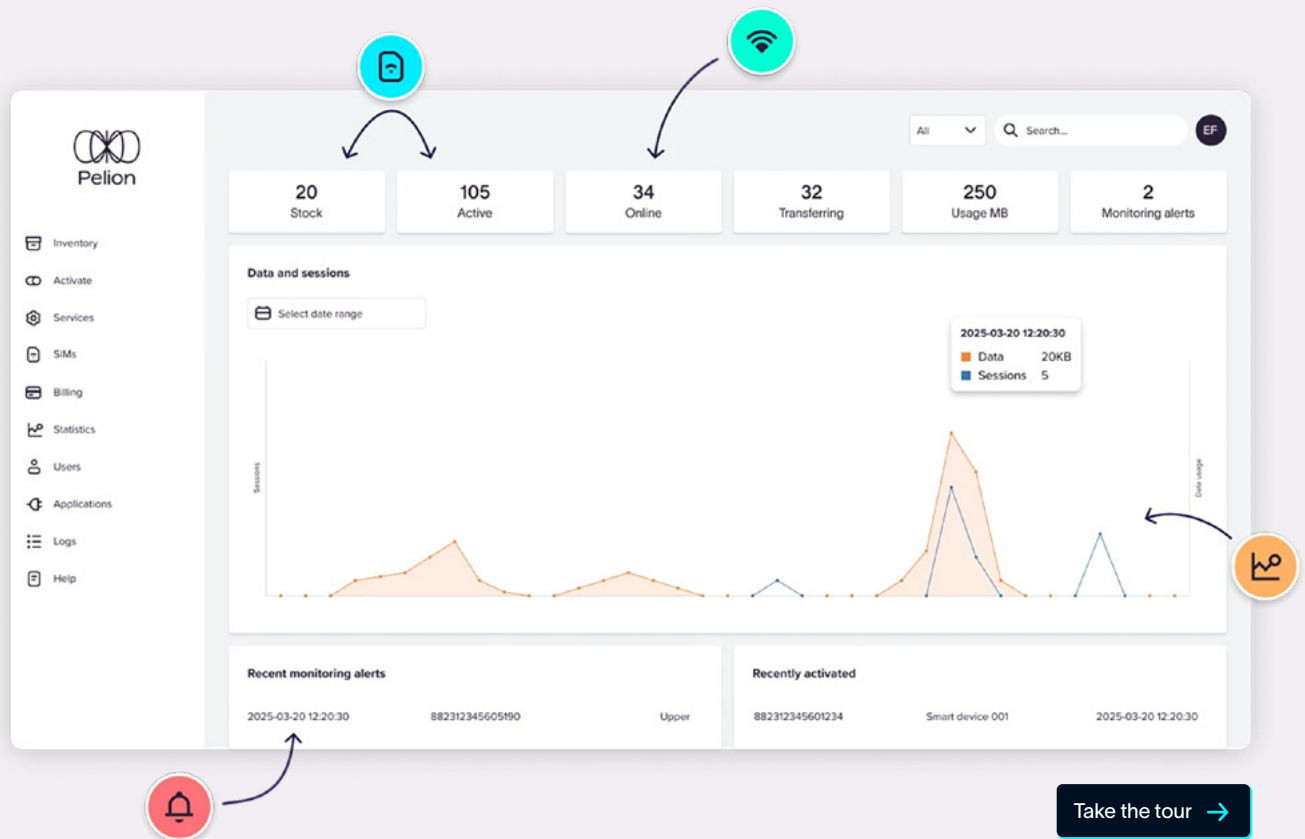 Pelion
Inventory
Activate
Services
SIMs
Billing
Statistics
Users
Applications
Logs
Help
All
Search...
EF
20
Stock
105
Active
34
Online
32
Transferring
250
Usage MB
2
Monitoring alerts
Data and sessions
Select date range
2025-03-20 12:20:30
Data 20KB
Sessions 5
Sessions
Data usage
Recent monitoring alerts
2025-03-20 12:20:30 882312345605190 Upper
Recently activated
882312345601234 Smart device 001 2025-03-20 12:20:30
Take the tour